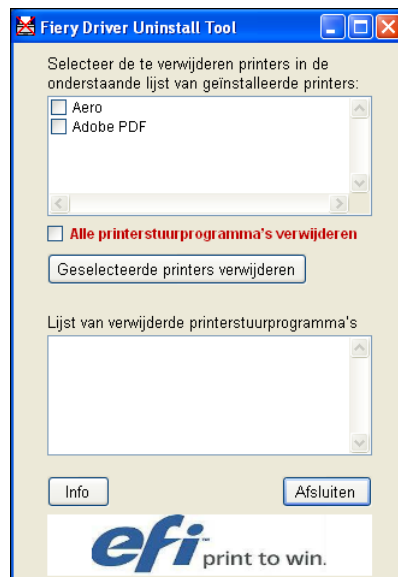 Fiery Driver Uninstall Tool
Selecteer de te verwijderen printers in de
onderstaande lijst van geïnstalleerde printers:
Aero
Adobe PDF
Alle printerstuurprogramma's verwijderen
Geselecteerde printers verwijderen
Lijst van verwijderde printerstuurprogramma's
Info
Afsluiten
efi™ print to win.